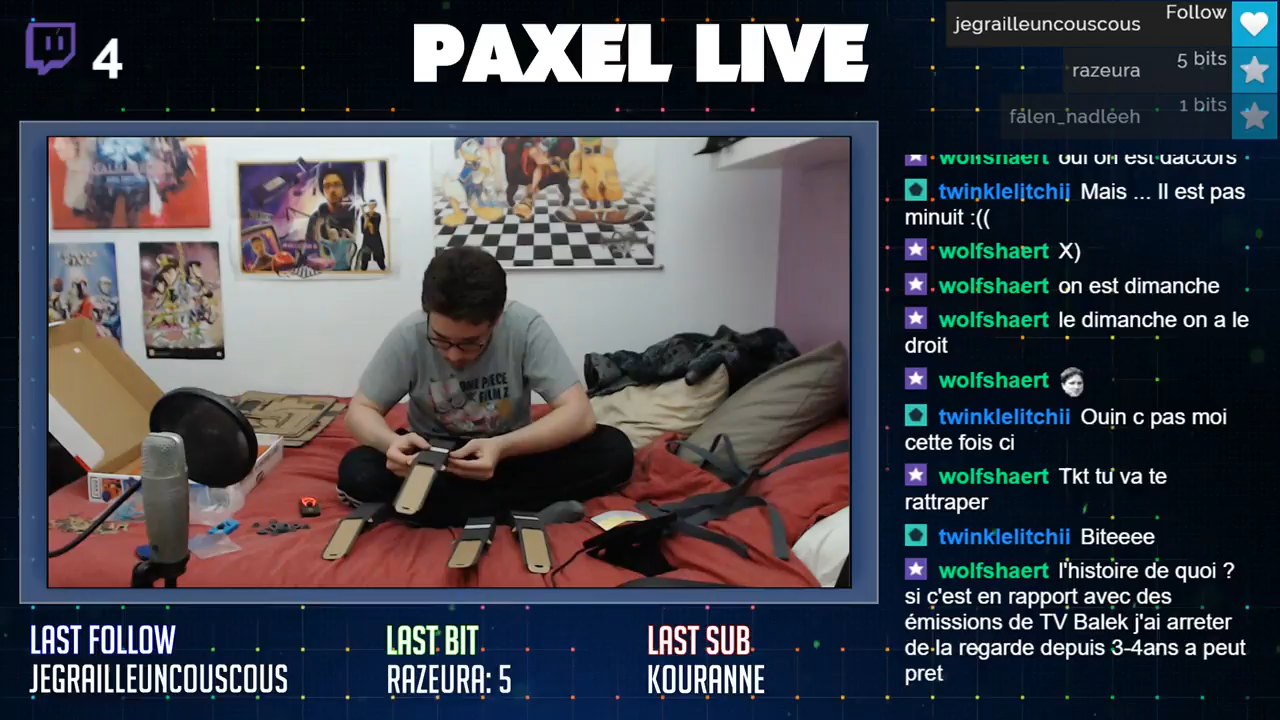 4
PAXEL LIVE
jegrailleuncouscous Follow
razeura 5 bits
fálen_hadléeh 1 bits
wolfshaert oui on est daccors
twinklelitchii Mais ... Il est pas
minuit :((
wolfshaert X)
wolfshaert on est dimanche
wolfshaert le dimanche on a le
droit
wolfshaert
twinklelitchii Ouin c pas moi
cette fois ci
wolfshaert Tkt tu va te
rattraper
twinklelitchii Biteeee
wolfshaert l'histoire de quoi ?
si c'est en rapport avec des
émissions de TV Balek j'ai arreter
de la regarde depuis 3-4ans a peut
pret
ONE PIECE
FILM Z
LAST FOLLOW
JEGRAILLEUNCOUSCOUS
LAST BIT
RAZEURA: 5
LAST SUB
KOURANNE